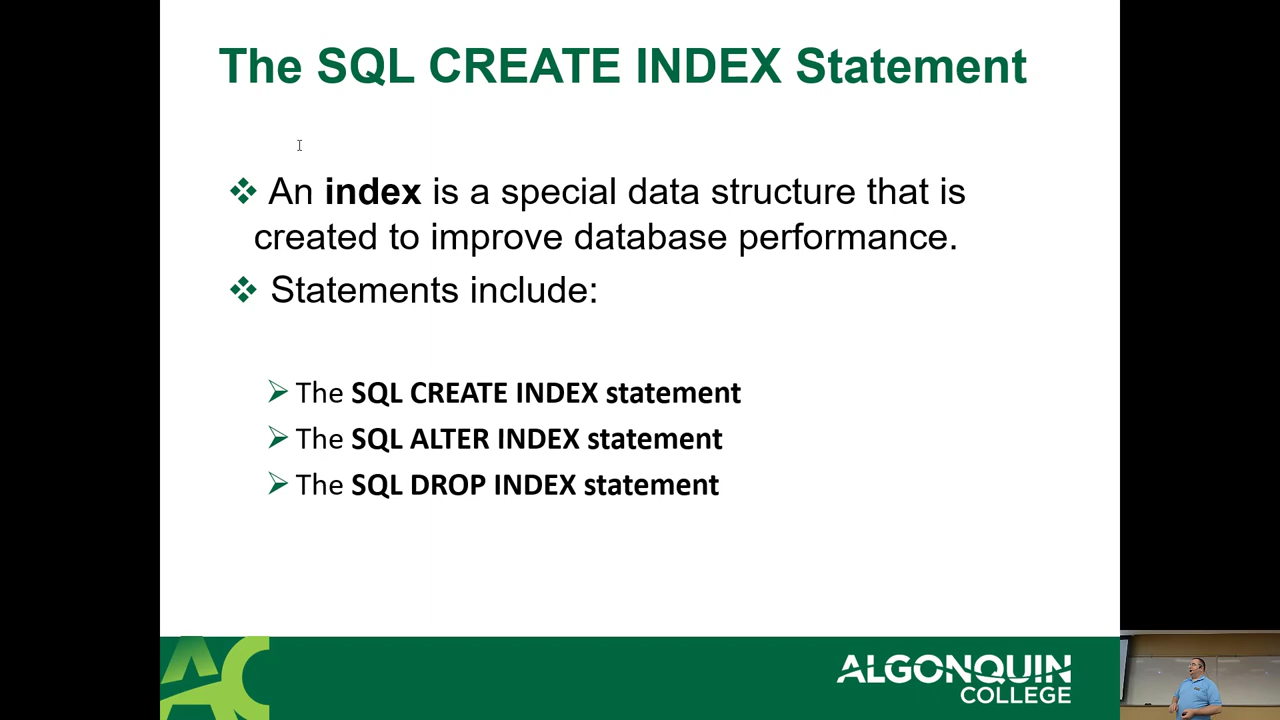 The SQL CREATE INDEX Statement
❖ An index is a special data structure that is
created to improve database performance.
❖ Statements include:
➢ The SQL CREATE INDEX statement
➢ The SQL ALTER INDEX statement
➢ The SQL DROP INDEX statement
AC
ALGONQUIN
COLLEGE